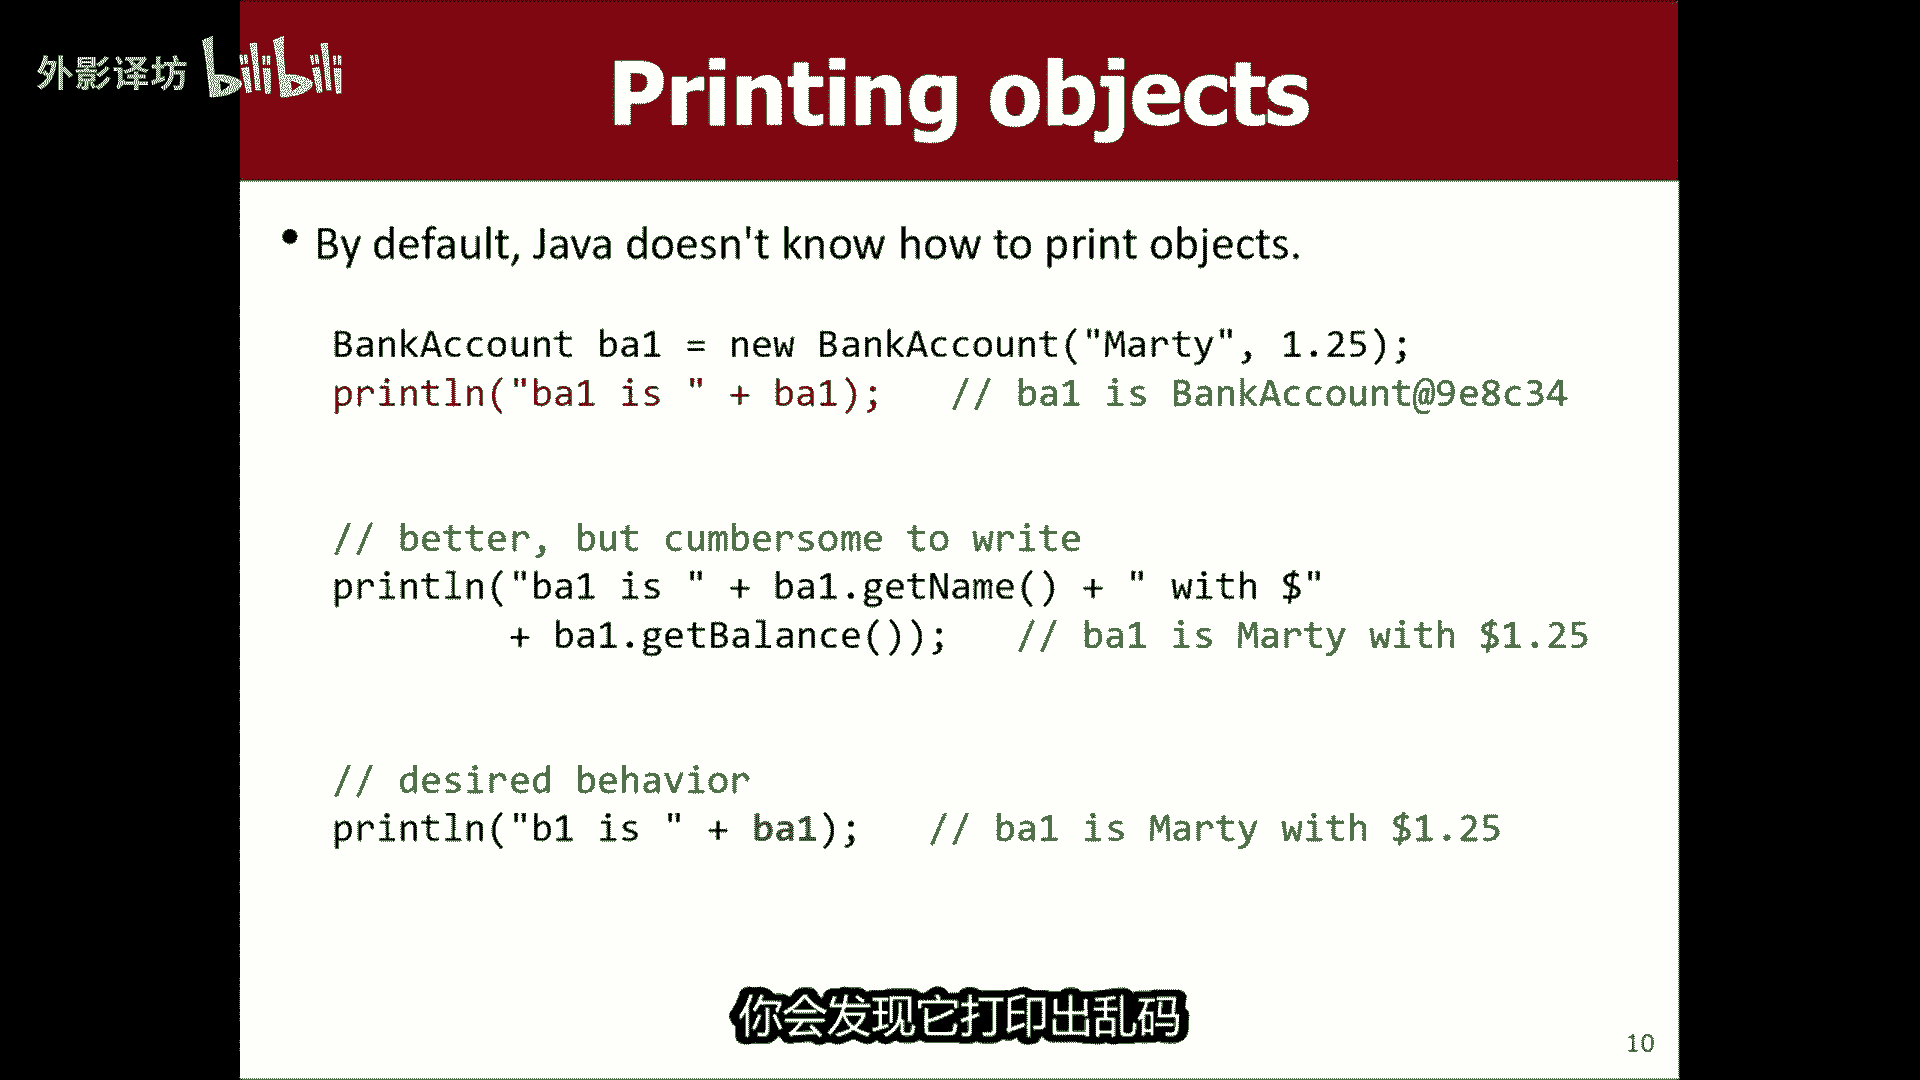 外影译坊 bilibili
Printing objects
• By default, Java doesn't know how to print objects.
BankAccount ba1 = new BankAccount("Marty", 1.25);
println("ba1 is " + ba1);   // ba1 is BankAccount@9e8c34
// better, but cumbersome to write
println("ba1 is " + ba1.getName() + " with $"
        + ba1.getBalance());   // ba1 is Marty with $1.25
// desired behavior
println("b1 is " + ba1);   // ba1 is Marty with $1.25
你会发现它打印出乱码
10